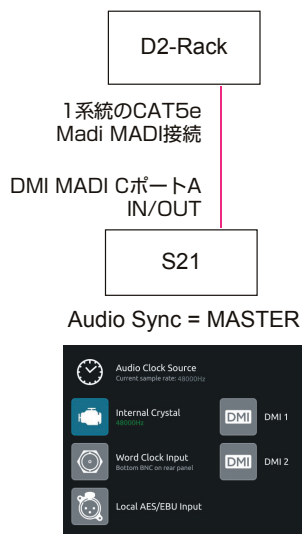 D2-Rack
1系統のCAT5e
Madi MADI接続
DMI MADI CポートA
IN/OUT
S21
Audio Sync = MASTER
Audio Clock Source
Current sample rate: 48000Hz
Internal Crystal
48000Hz
DMI
DMI 1
Word Clock Input
Bottom BNC on rear panel
DMI
DMI 2
Local AES/EBU Input